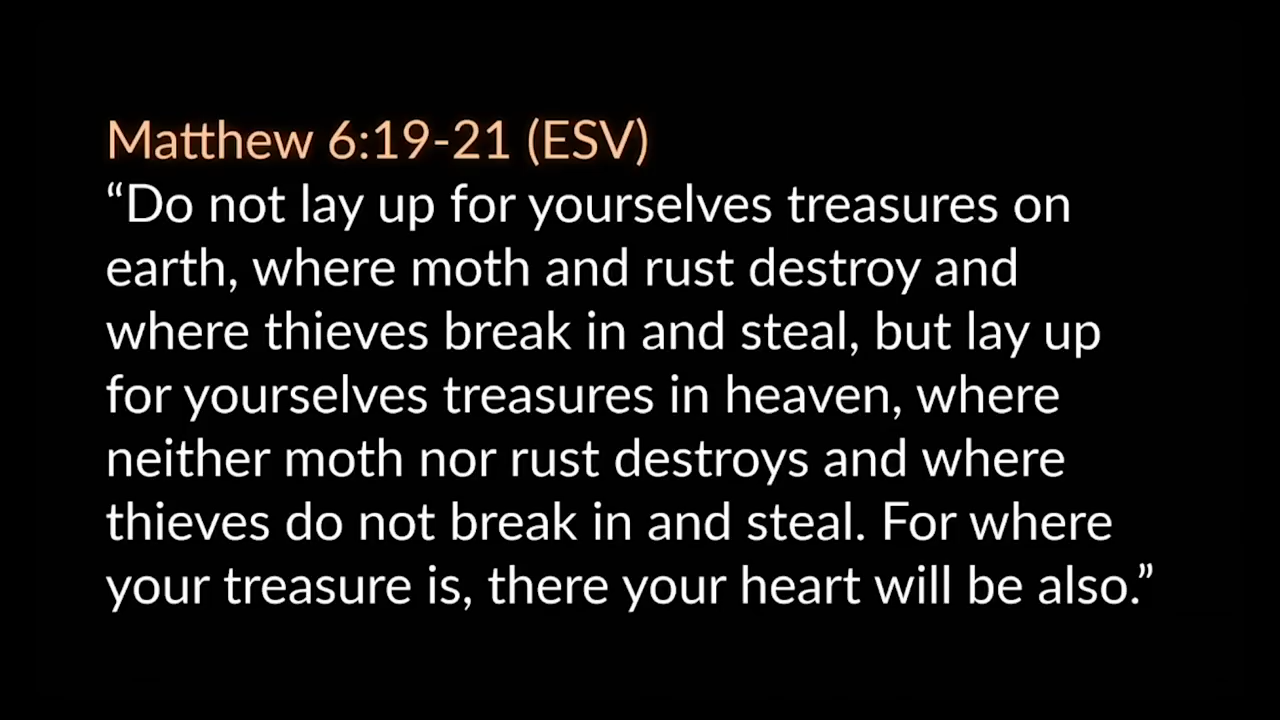 Matthew 6:19-21 (ESV)
“Do not lay up for yourselves treasures on
earth, where moth and rust destroy and
where thieves break in and steal, but lay up
for yourselves treasures in heaven, where
neither moth nor rust destroys and where
thieves do not break in and steal. For where
your treasure is, there your heart will be also.”